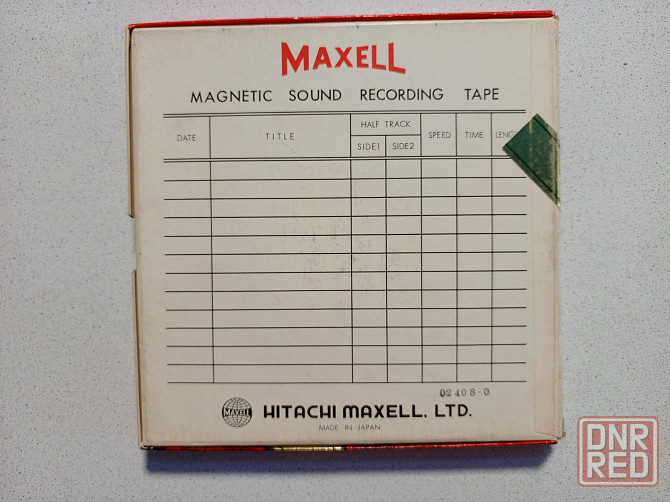 MAXELL
MAGNETIC SOUND RECORDING TAPE
DATE TITLE HALF TRACK SPEED TIME
SIDE1 SIDE2
02408-0
MAXELL HITACHI MAXELL, LTD.
MADE IN JAPAN
DNR
RED